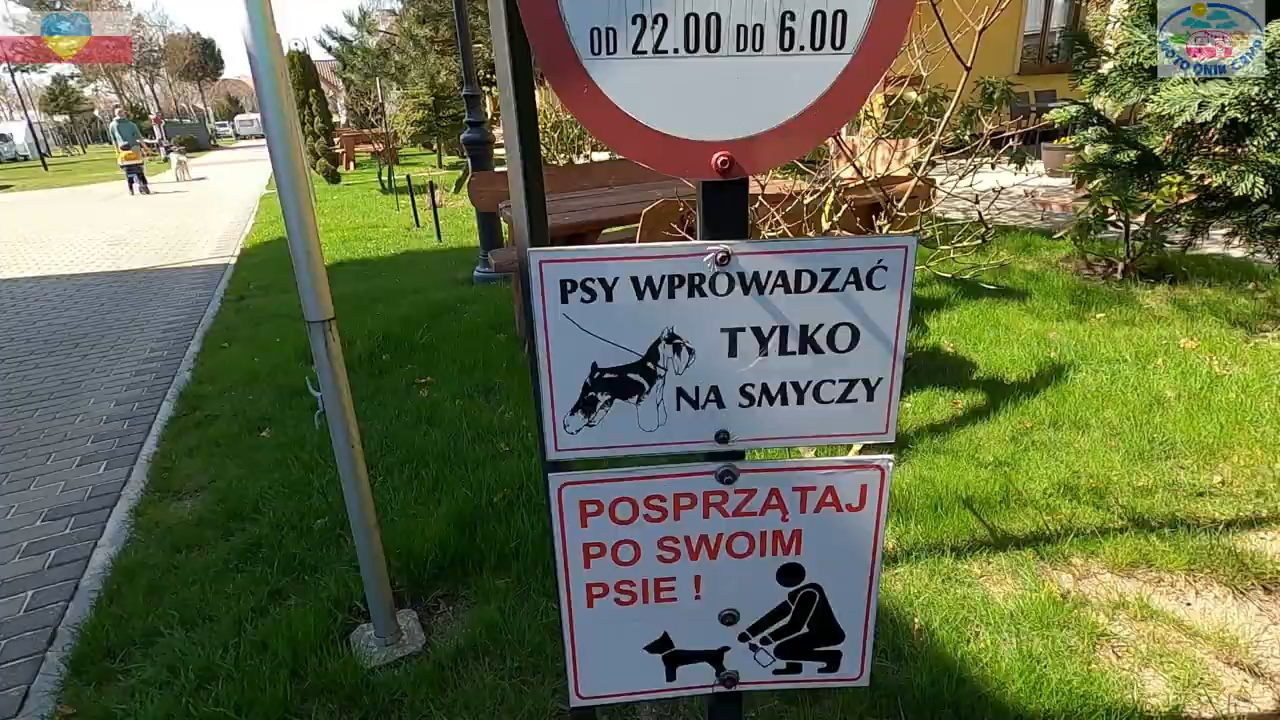 OD 22.00 DO 6.00
PSY WPROWADZAĆ
TYLKO
NA SMYCZY
POSPRZĄTAJ
PO SWOIM
PSIE !